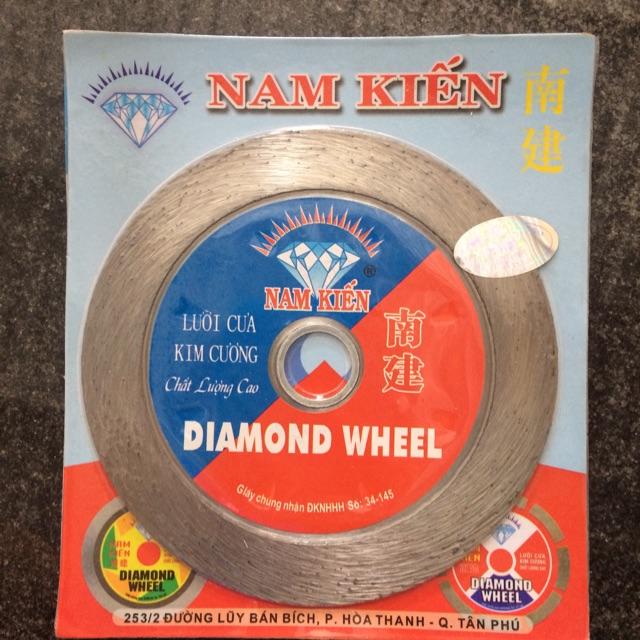 NAM KIẾN
南
建
®
NAM KIẾN
LƯỠI CƯA
KIM CƯƠNG
Chất Lượng Cao
南
建
DIAMOND WHEEL
Giấy chứng nhận ĐKNHHH Số: 34-145
DIAMOND
WHEEL
LƯỠI CƯA
KIM CƯƠNG
DIAMOND
WHEEL
253/2 ĐƯỜNG LŨY BÁN BÍCH, P. HÒA THANH - Q. TÂN PHÚ